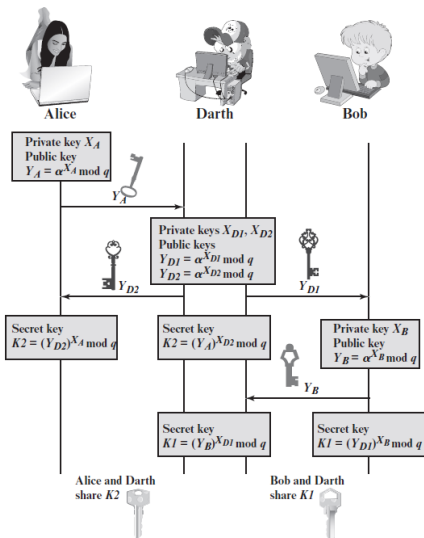 Alice
Darth
Bob
Private key X_A
Public key
Y_A = α^{X_A} mod q
Y_A
Private keys X_{D1}, X_{D2}
Public keys
Y_{D1} = α^{X_{D1}} mod q
Y_{D2} = α^{X_{D2}} mod q
Y_{D2}
Y_{D1}
Secret key
K2 = (Y_{D2})^{X_A} mod q
Secret key
K2 = (Y_A)^{X_{D2}} mod q
Private key X_B
Public key
Y_B = α^{X_B} mod q
Y_B
Secret key
K1 = (Y_B)^{X_{D1}} mod q
Secret key
K1 = (Y_{D1})^{X_B} mod q
Alice and Darth
share K2
Bob and Darth
share K1